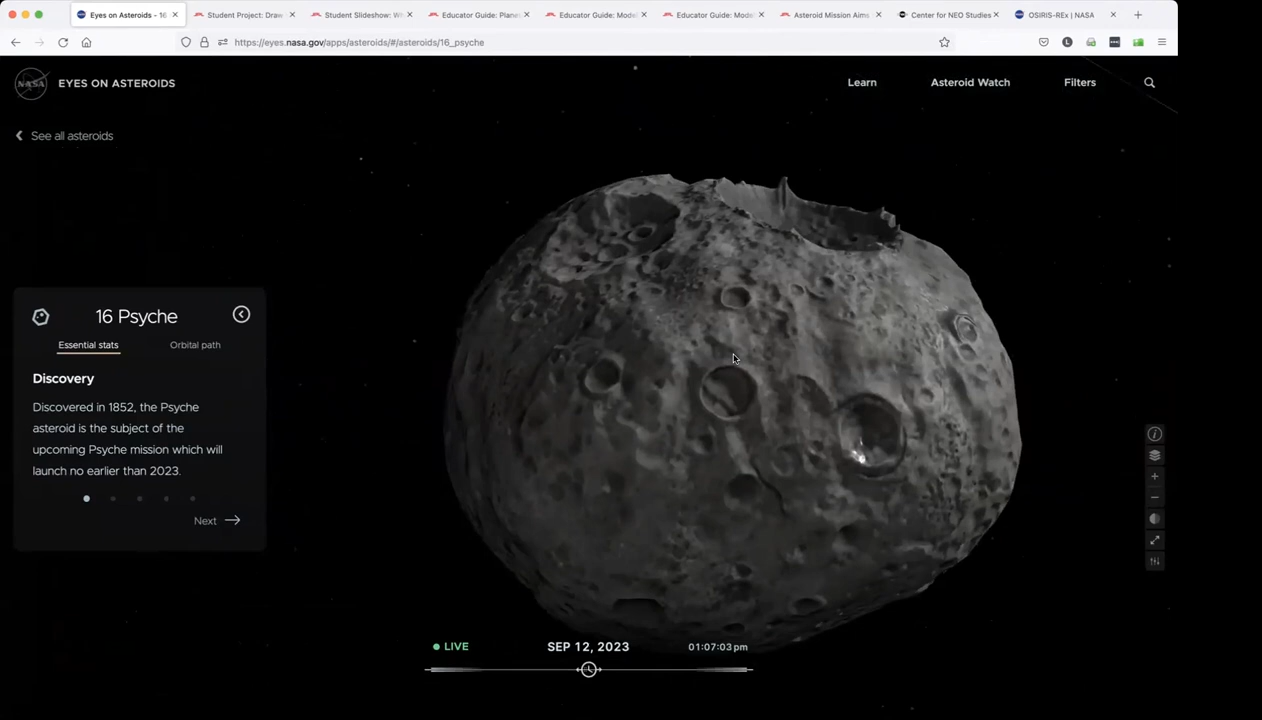 Eyes on Asteroids - 16
Student Project: Draw
Student Slideshow: Wh
Educator Guide: Plane
Educator Guide: Model
Educator Guide: Model
Asteroid Mission Aims
Center for NEO Studies
OSIRIS-REx | NASA
https://eyes.nasa.gov/apps/asteroids/#/asteroids/16_psyche
NASA
EYES ON ASTEROIDS
Learn
Asteroid Watch
Filters
See all asteroids
16 Psyche
Essential stats
Orbital path
Discovery
Discovered in 1852, the Psyche
asteroid is the subject of the
upcoming Psyche mission which will
launch no earlier than 2023.
Next
LIVE
SEP 12, 2023
01:07:03 pm